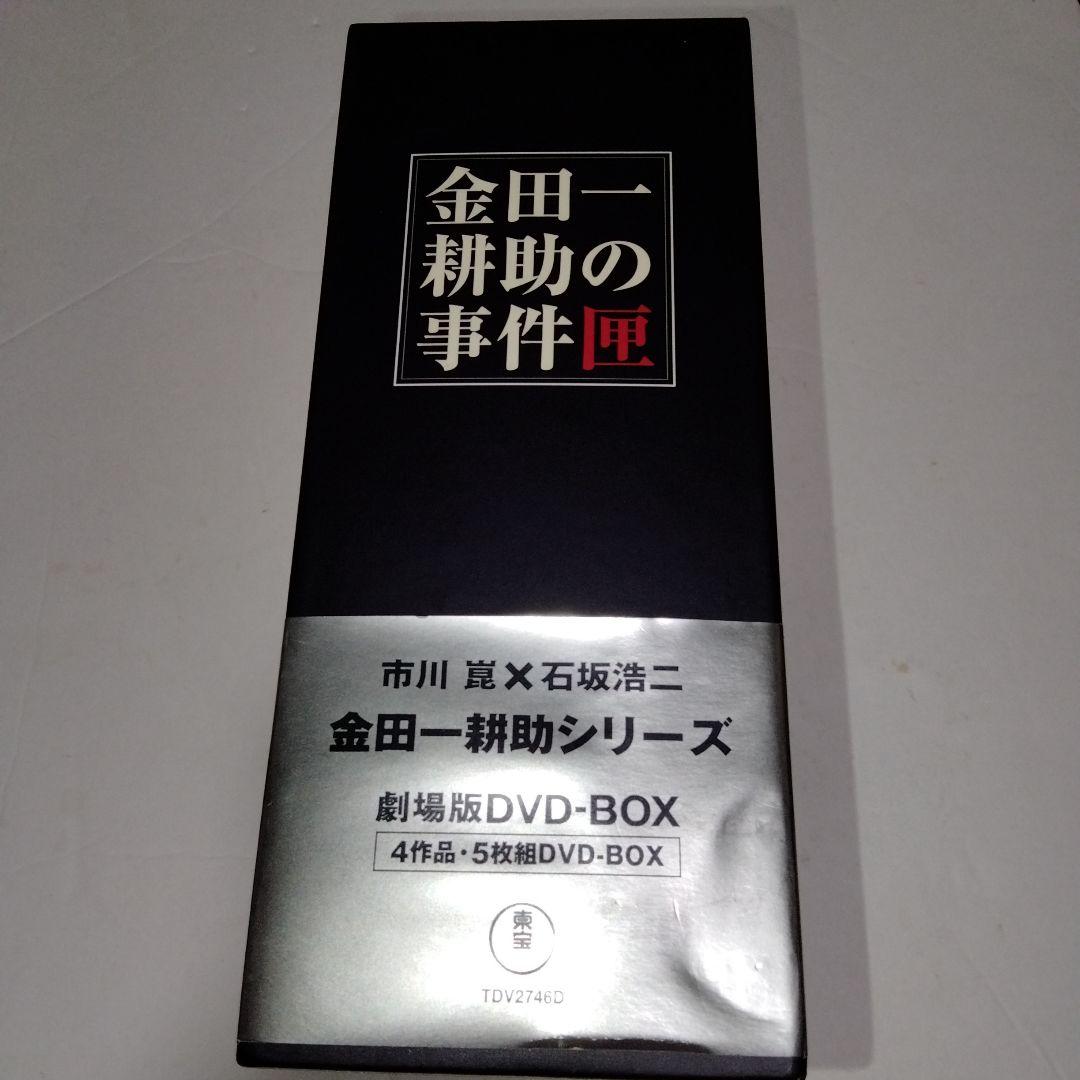 金田一
耕助の
事件匣
市川 崑×石坂浩二
金田一耕助シリーズ
劇場版DVD-BOX
4作品・5枚組DVD-BOX
東宝
TDV2746D